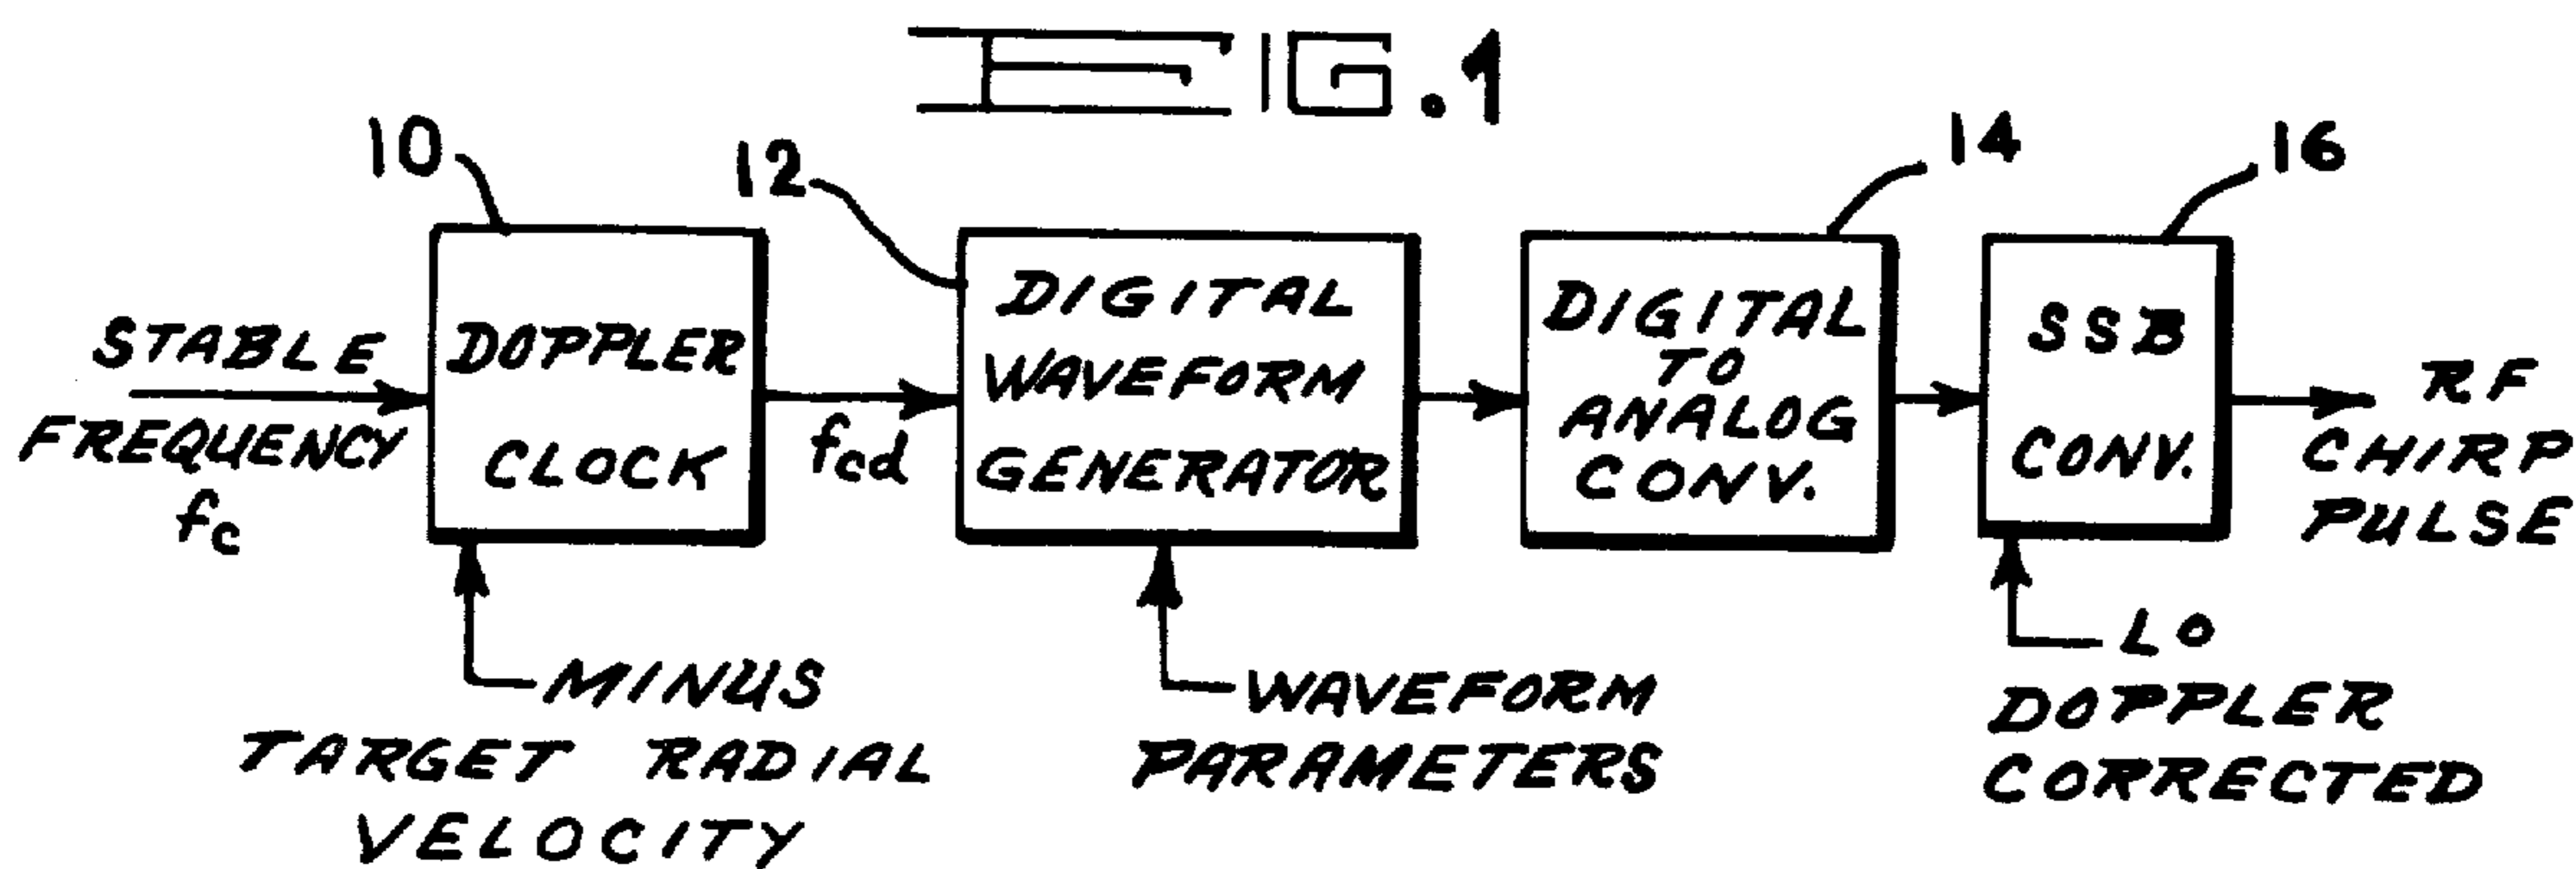 FIG.1
10
12
14
16
STABLE
FREQUENCY
fc
DOPPLER
CLOCK
fcd
DIGITAL
WAVEFORM
GENERATOR
DIGITAL
TO
ANALOG
CONV.
SSB
CONV.
RF
CHIRP
PULSE
MINUS
TARGET RADIAL
VELOCITY
WAVEFORM
PARAMETERS
LO
DOPPLER
CORRECTED